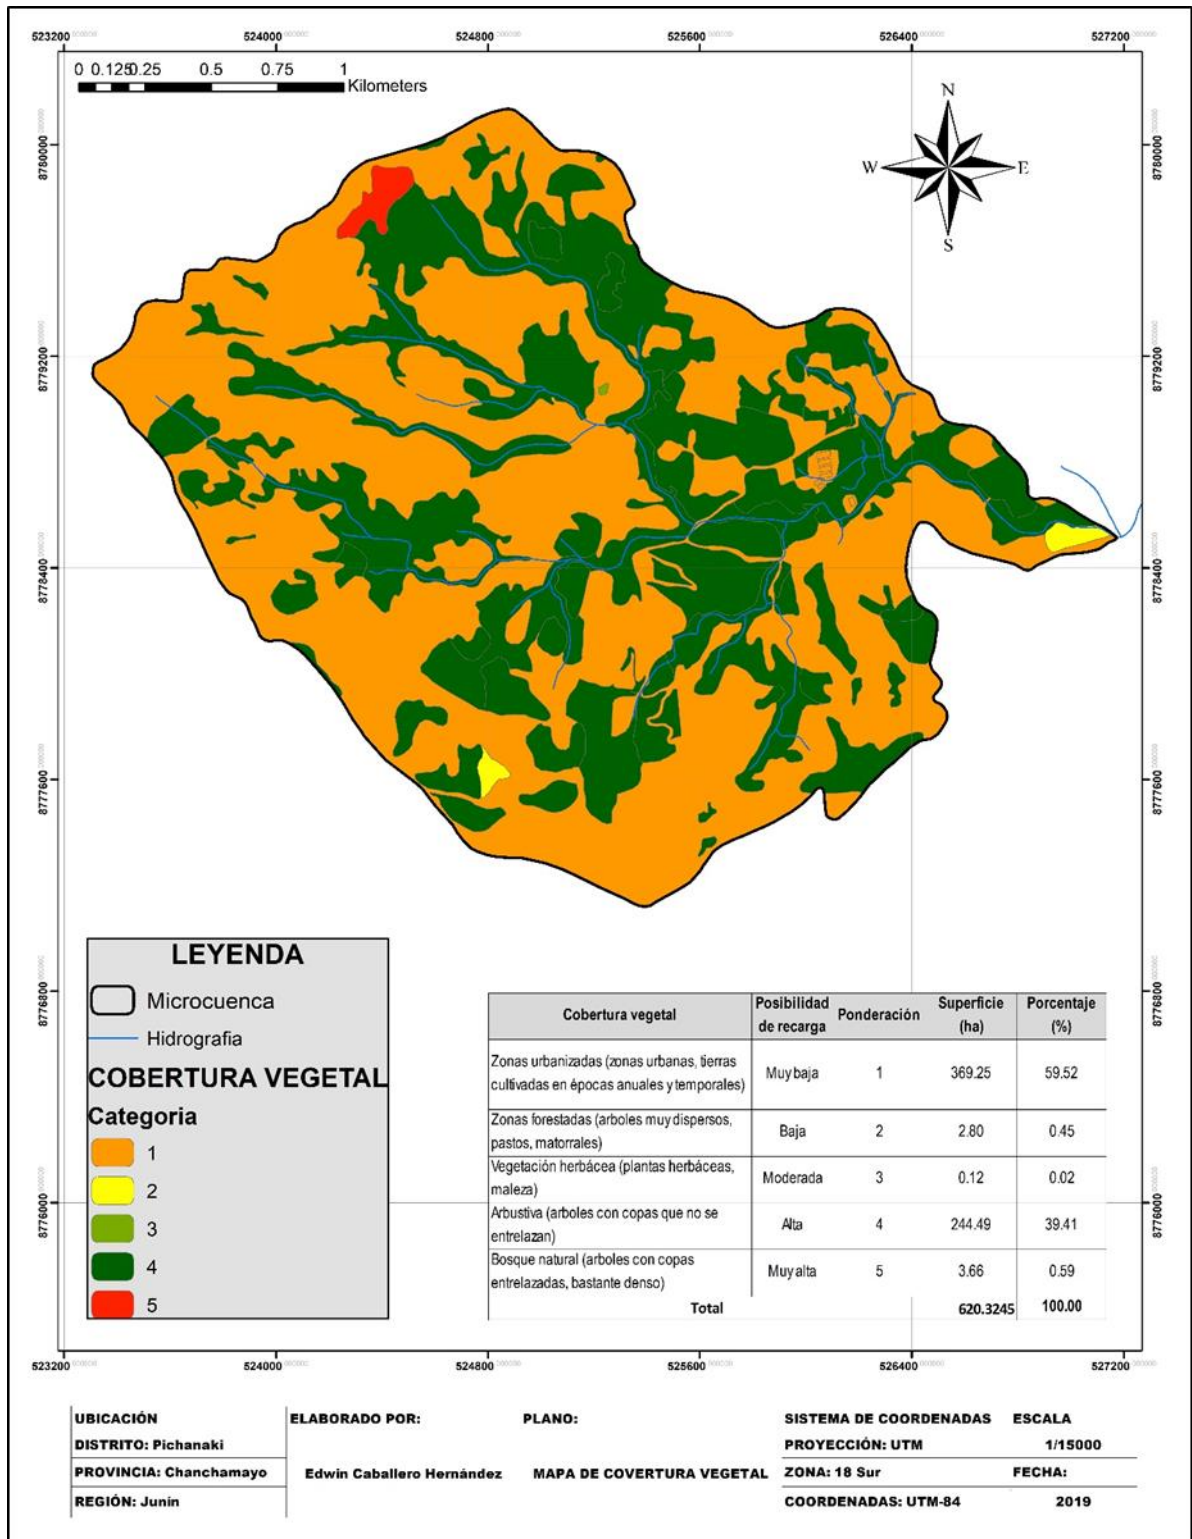 523200 524000 524800 525600 526400 527200
0 0.125 0.25 0.5 0.75 1
Kilometers
N
W E
S
8780000 8780000
8779200 8779200
8778400 8778400
8777600 8777600
8776800 8776800
8776000 8776000
LEYENDA
Microcuenca
Hidrografia
COBERTURA VEGETAL
Categoria
1
2
3
4
5
Cobertura vegetal Posibilidad de recarga Ponderación Superficie (ha) Porcentaje (%)
Zonas urbanizadas (zonas urbanas, tierras
cultivadas en épocas anuales y temporales) Muy baja 1 369.25 59.52
Zonas forestadas (arboles muy dispersos,
pastos, matorrales) Baja 2 2.80 0.45
Vegetación herbácea (plantas herbáceas,
maleza) Moderada 3 0.12 0.02
Arbustiva (arboles con copas que no se
entrelazan) Alta 4 244.49 39.41
Bosque natural (arboles con copas
entrelazadas, bastante denso) Muy alta 5 3.66 0.59
Total 620.3245 100.00
523200 524000 524800 525600 526400 527200
UBICACIÓN
DISTRITO: Pichanaki
PROVINCIA: Chanchamayo
REGIÓN: Junín
ELABORADO POR:
Edwin Caballero Hernández
PLANO:
MAPA DE COVERTURA VEGETAL
SISTEMA DE COORDENADAS
PROYECCIÓN: UTM
ZONA: 18 Sur
COORDENADAS: UTM-84
ESCALA
1/15000
FECHA:
2019